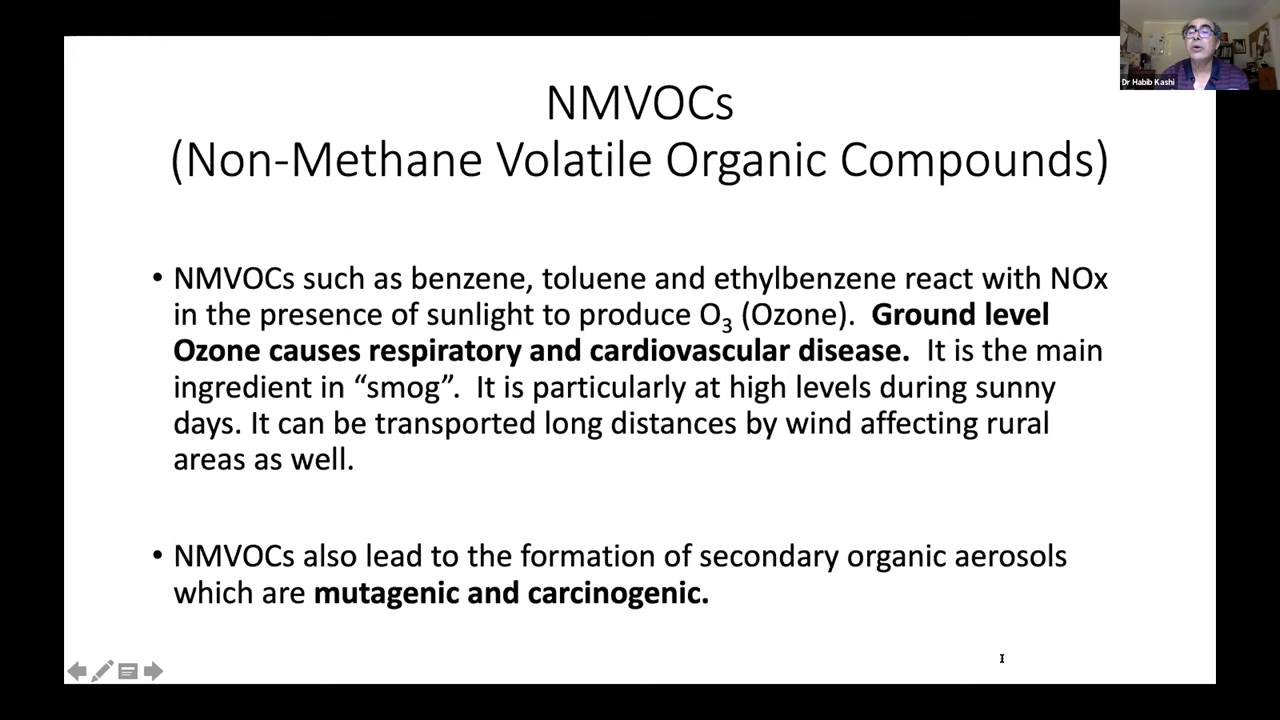 Dr Habib Kashi
NMVOCs
(Non-Methane Volatile Organic Compounds)
• NMVOCs such as benzene, toluene and ethylbenzene react with NOx
in the presence of sunlight to produce O₃ (Ozone).  Ground level
Ozone causes respiratory and cardiovascular disease.  It is the main
ingredient in “smog”.  It is particularly at high levels during sunny
days. It can be transported long distances by wind affecting rural
areas as well.
• NMVOCs also lead to the formation of secondary organic aerosols
which are mutagenic and carcinogenic.